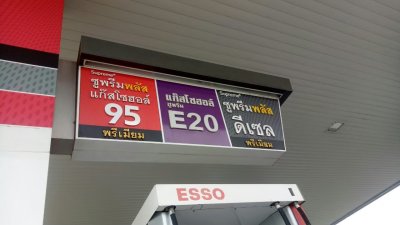 Supreme+
ซูพรีมพลัส
แก๊สโซฮอล์
95
พรีเมียม
แก๊สโซฮอล์
ซูพรีม
E20
Supreme+
ซูพรีมพลัส
ดีเซล
พรีเมียม
ESSO